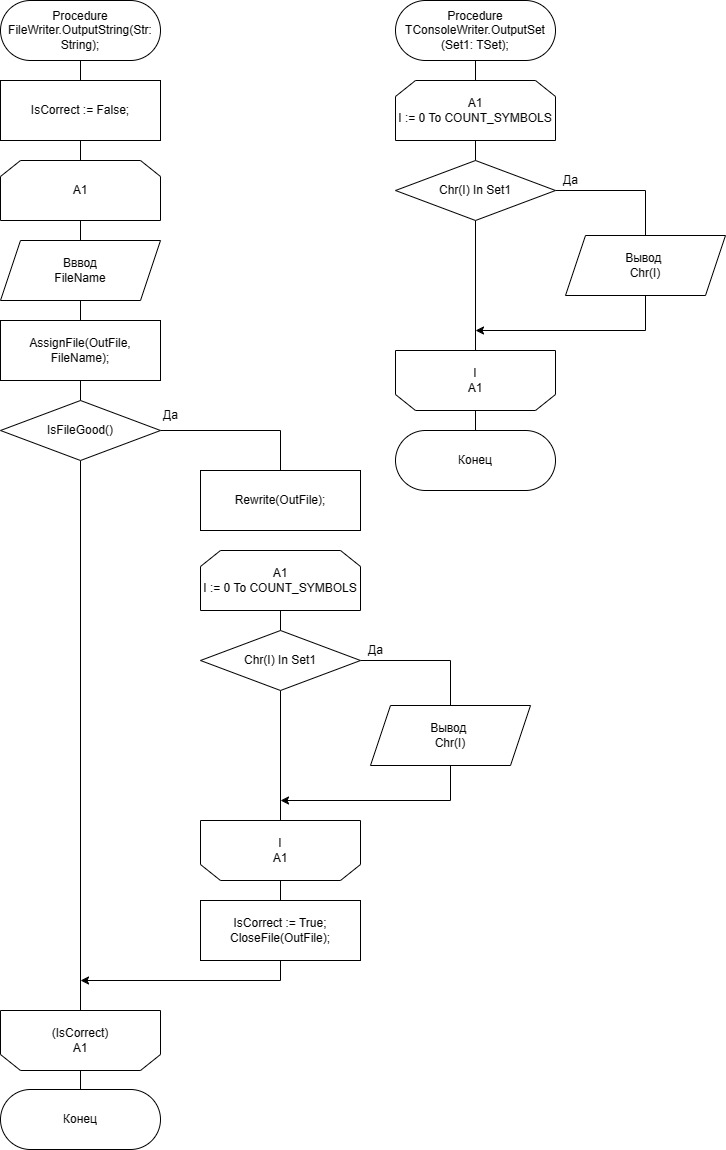 Procedure
FileWriter.OutputString(Str:
String);
IsCorrect := False;
A1
Вввод
FileName
AssignFile(OutFile,
FileName);
IsFileGood()
Да
Rewrite(OutFile);
A1
I := 0 To COUNT_SYMBOLS
Chr(I) In Set1
Да
Вывод
Chr(I)
I
A1
IsCorrect := True;
CloseFile(OutFile);
(IsCorrect)
A1
Конец
Procedure
TConsoleWriter.OutputSet
(Set1: TSet);
A1
I := 0 To COUNT_SYMBOLS
Chr(I) In Set1
Да
Вывод
Chr(I)
I
A1
Конец